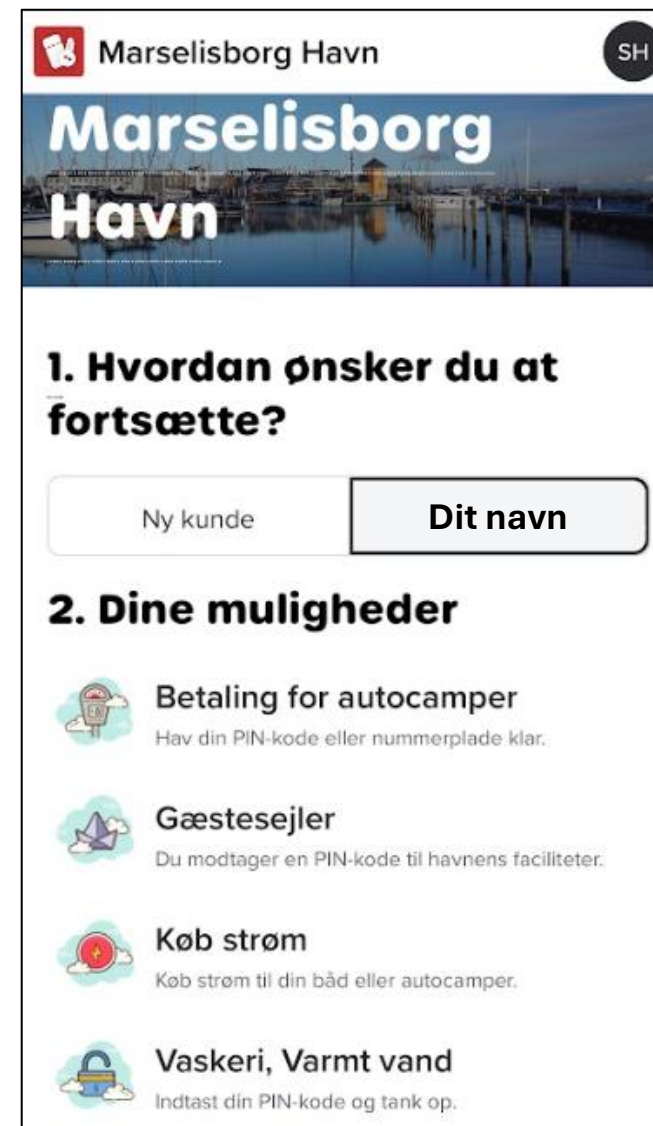 Marselisborg Havn
SH
Marselisborg
Havn
1. Hvordan ønsker du at
fortsætte?
Ny kunde
Dit navn
2. Dine muligheder
Betaling for autocamper
Hav din PIN-kode eller nummerplade klar.
Gæstesejler
Du modtager en PIN-kode til havnens faciliteter.
Køb strøm
Køb strøm til din båd eller autocamper.
Vaskeri, Varmt vand
Indtast din PIN-kode og tank op.